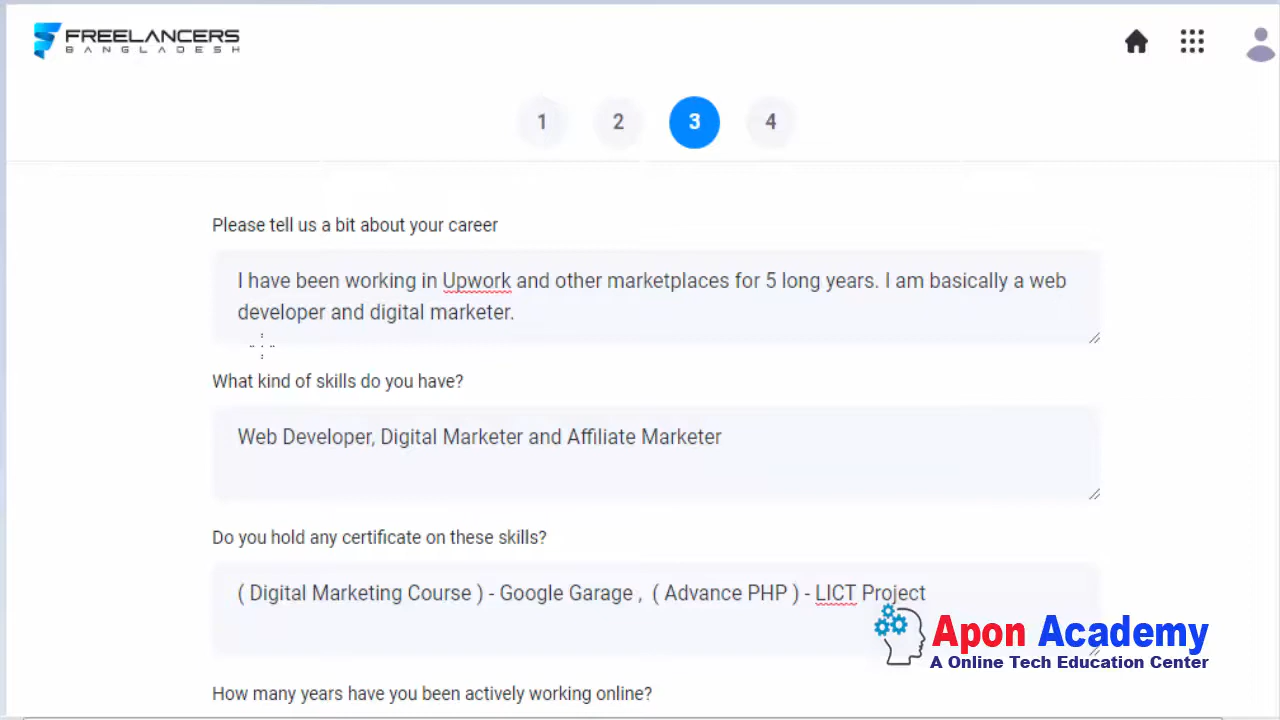 FREELANCERS
BANGLADESH
1 2 3 4
Please tell us a bit about your career
I have been working in Upwork and other marketplaces for 5 long years. I am basically a web
developer and digital marketer.
What kind of skills do you have?
Web Developer, Digital Marketer and Affiliate Marketer
Do you hold any certificate on these skills?
( Digital Marketing Course ) - Google Garage , ( Advance PHP ) - LICT Project
Apon Academy
A Online Tech Education Center
How many years have you been actively working online?